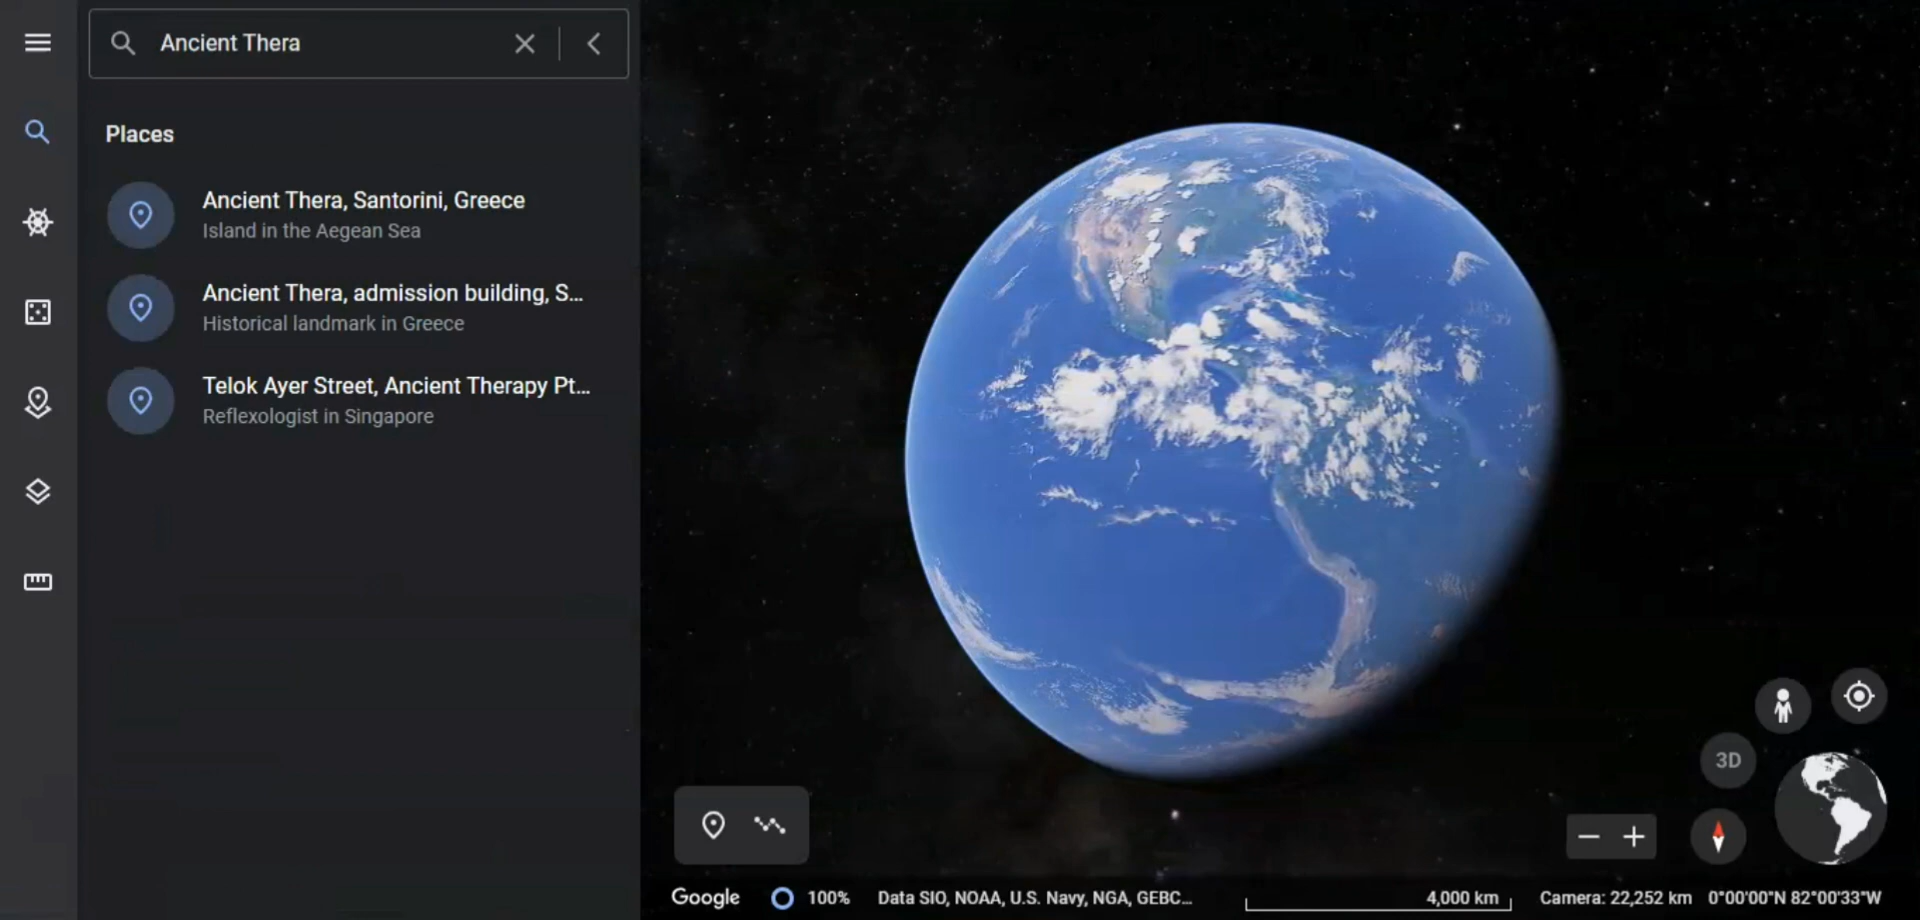 Ancient Thera
Places
Ancient Thera, Santorini, Greece
Island in the Aegean Sea
Ancient Thera, admission building, S...
Historical landmark in Greece
Telok Ayer Street, Ancient Therapy Pt...
Reflexologist in Singapore
3D
Google 100% Data SIO, NOAA, U.S. Navy, NGA, GEBC... 4,000 km Camera: 22,252 km 0°00'00"N 82°00'33"W